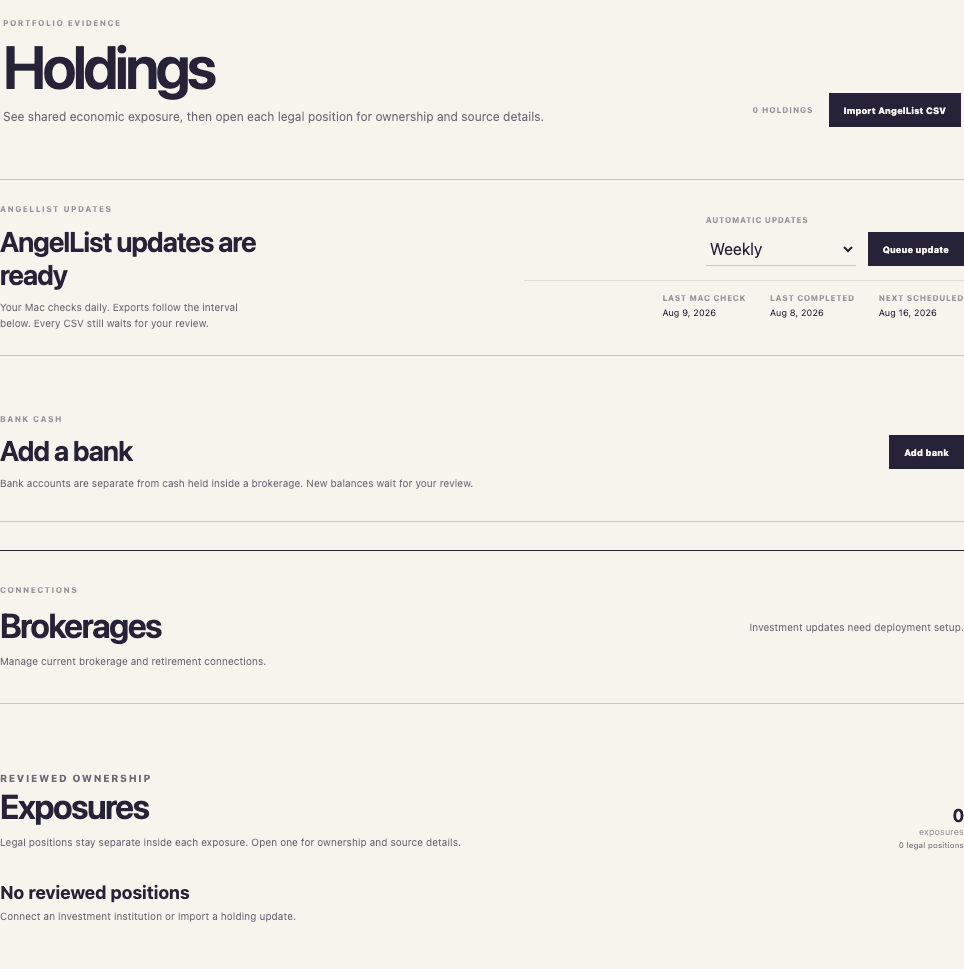 PORTFOLIO EVIDENCE
Holdings
See shared economic exposure, then open each legal position for ownership and source details.
0 HOLDINGS
Import AngelList CSV
ANGELLIST UPDATES
AngelList updates are
ready
Your Mac checks daily. Exports follow the interval
below. Every CSV still waits for your review.
AUTOMATIC UPDATES
Weekly
Queue update
LAST MAC CHECK
Aug 9, 2026
LAST COMPLETED
Aug 8, 2026
NEXT SCHEDULED
Aug 16, 2026
BANK CASH
Add a bank
Bank accounts are separate from cash held inside a brokerage. New balances wait for your review.
Add bank
CONNECTIONS
Brokerages
Manage current brokerage and retirement connections.
Investment updates need deployment setup.
REVIEWED OWNERSHIP
Exposures
Legal positions stay separate inside each exposure. Open one for ownership and source details.
0
exposures
0 legal positions
No reviewed positions
Connect an investment institution or import a holding update.